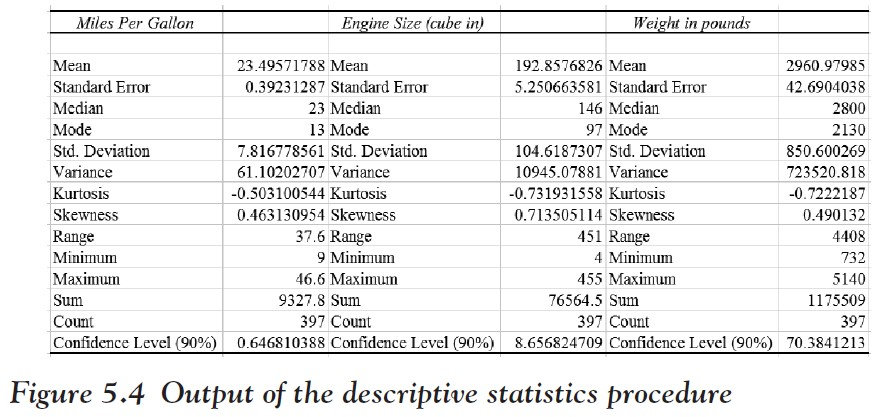 Miles Per Gallon Engine Size (cube in) Weight in pounds
Mean 23.49571788 Mean 192.8576826 Mean 2960.97985
Standard Error 0.39231287 Standard Error 5.250663581 Standard Error 42.6904038
Median 23 Median 146 Median 2800
Mode 13 Mode 97 Mode 2130
Std. Deviation 7.816778561 Std. Deviation 104.6187307 Std. Deviation 850.600269
Variance 61.10202707 Variance 10945.07881 Variance 723520.818
Kurtosis -0.503100544 Kurtosis -0.731931558 Kurtosis -0.7222187
Skewness 0.463130954 Skewness 0.713505114 Skewness 0.490132
Range 37.6 Range 451 Range 4408
Minimum 9 Minimum 4 Minimum 732
Maximum 46.6 Maximum 455 Maximum 5140
Sum 9327.8 Sum 76564.5 Sum 1175509
Count 397 Count 397 Count 397
Confidence Level (90%) 0.646810388 Confidence Level (90%) 8.656824709 Confidence Level (90%) 70.3841213
Figure 5.4 Output of the descriptive statistics procedure